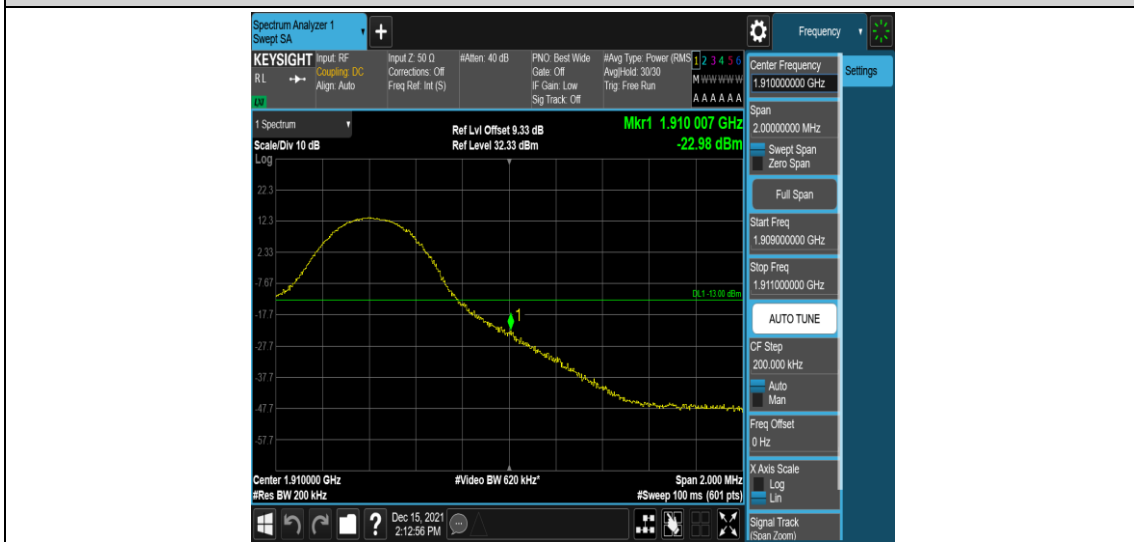 Spectrum Analyzer 1
Swept SA
+
Frequency
KEYSIGHT
RL
Input: RF
Coupling: DC
Align: Auto
Input Z: 50 Ω
Corrections: Off
Freq Ref: Int (S)
#Atten: 40 dB
PNO: Best Wide
Gate: Off
IF Gain: Low
Sig Track: Off
#Avg Type: Power (RMS
Avg|Hold: 30/30
Trig: Free Run
1 2 3 4 5 6
M W W W W W
A A A A A A
1 Spectrum
Scale/Div 10 dB
Ref Lvl Offset 9.33 dB
Ref Level 32.33 dBm
Mkr1 1.910 007 GHz
-22.98 dBm
Log
22.3
12.3
2.33
-7.67
-17.7
-27.7
-37.7
-47.7
-57.7
DL1 -13.00 dBm
1
Center 1.910000 GHz
#Res BW 200 kHz
#Video BW 620 kHz*
Span 2.000 MHz
#Sweep 100 ms (601 pts)
Center Frequency
1.910000000 GHz
Settings
Span
2.00000000 MHz
Swept Span
Zero Span
Full Span
Start Freq
1.909000000 GHz
Stop Freq
1.911000000 GHz
AUTO TUNE
CF Step
200.000 kHz
Auto
Man
Freq Offset
0 Hz
X Axis Scale
Log
Lin
Signal Track
(Span Zoom)
?
Dec 15, 2021
2:12:56 PM